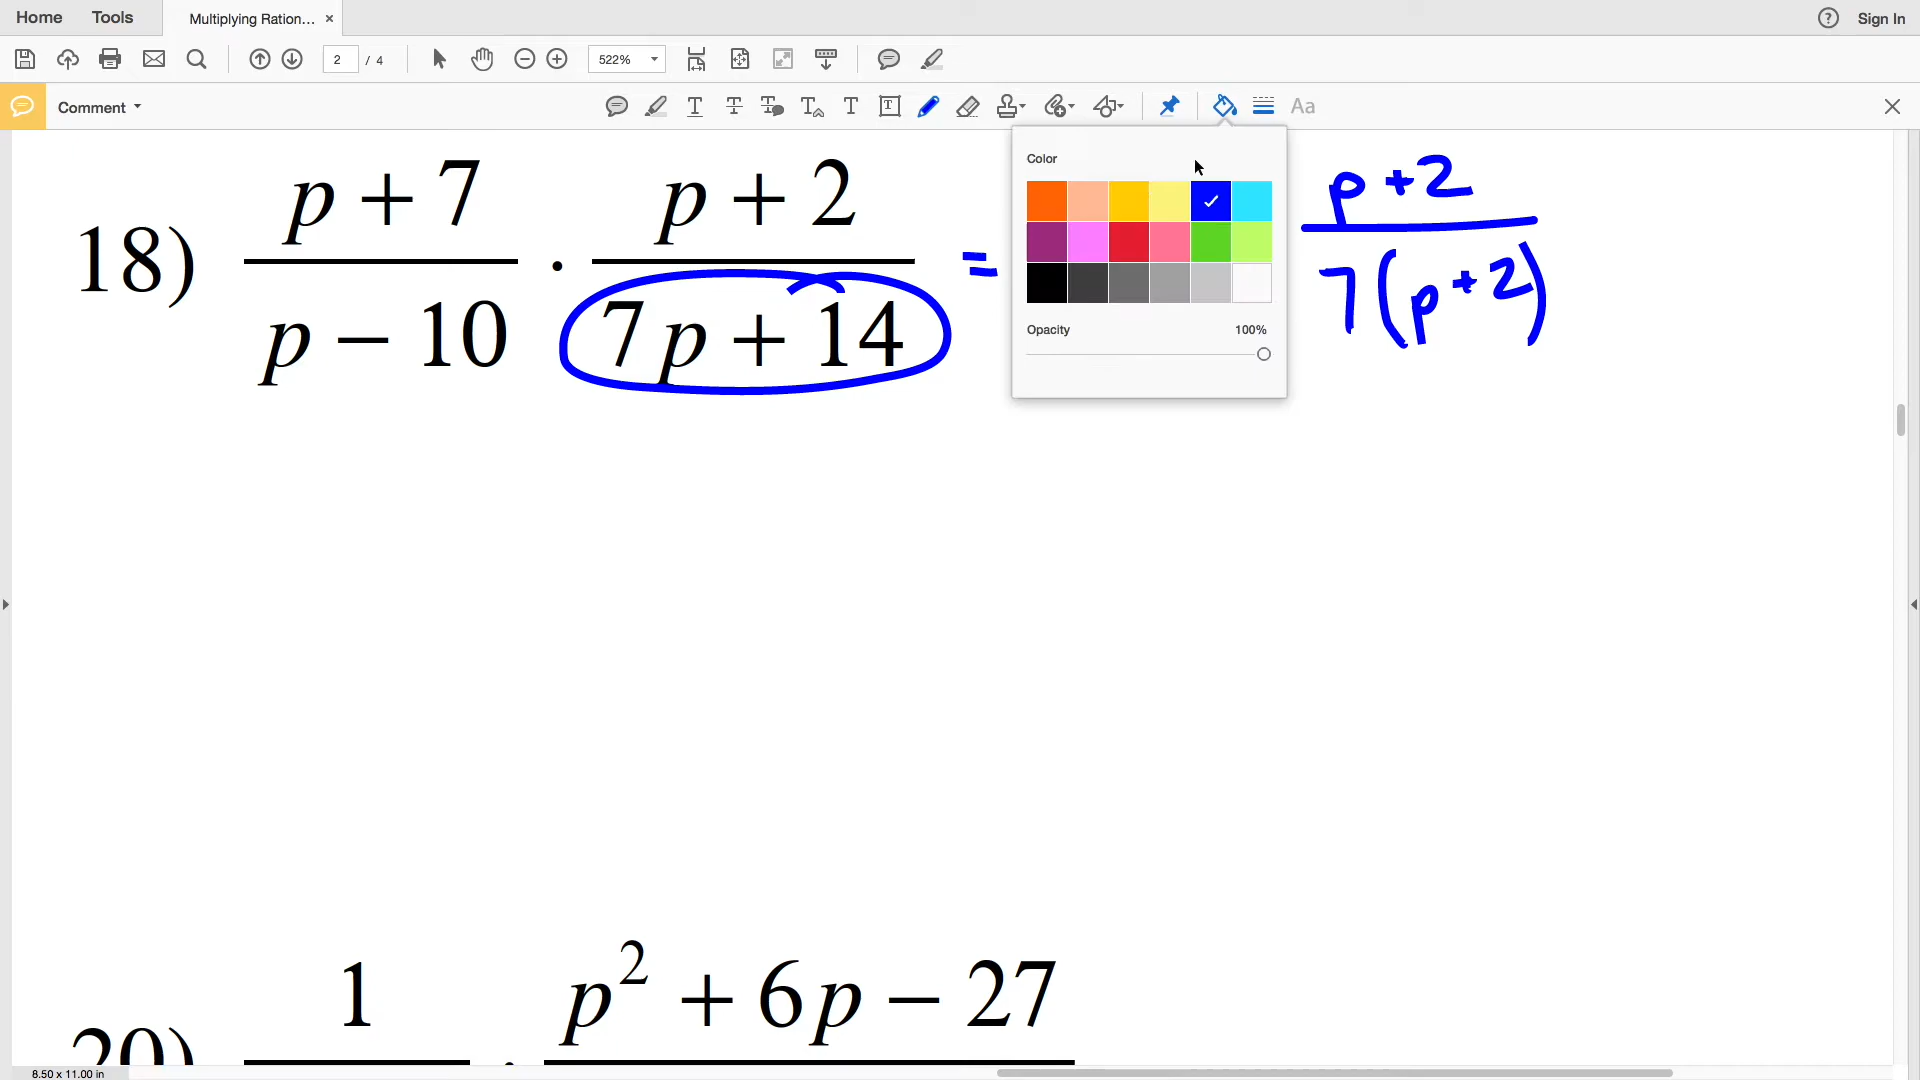 Home Tools Multiplying Ration... × ? Sign In
2 / 4 522%
Comment T T T T T T Aa
Color
Opacity 100%
18) p + 7 / p − 10 · p + 2 / 7p + 14 = p + 2 / 7(p + 2)
20) 1 · p² + 6p − 27
8.50 x 11.00 in